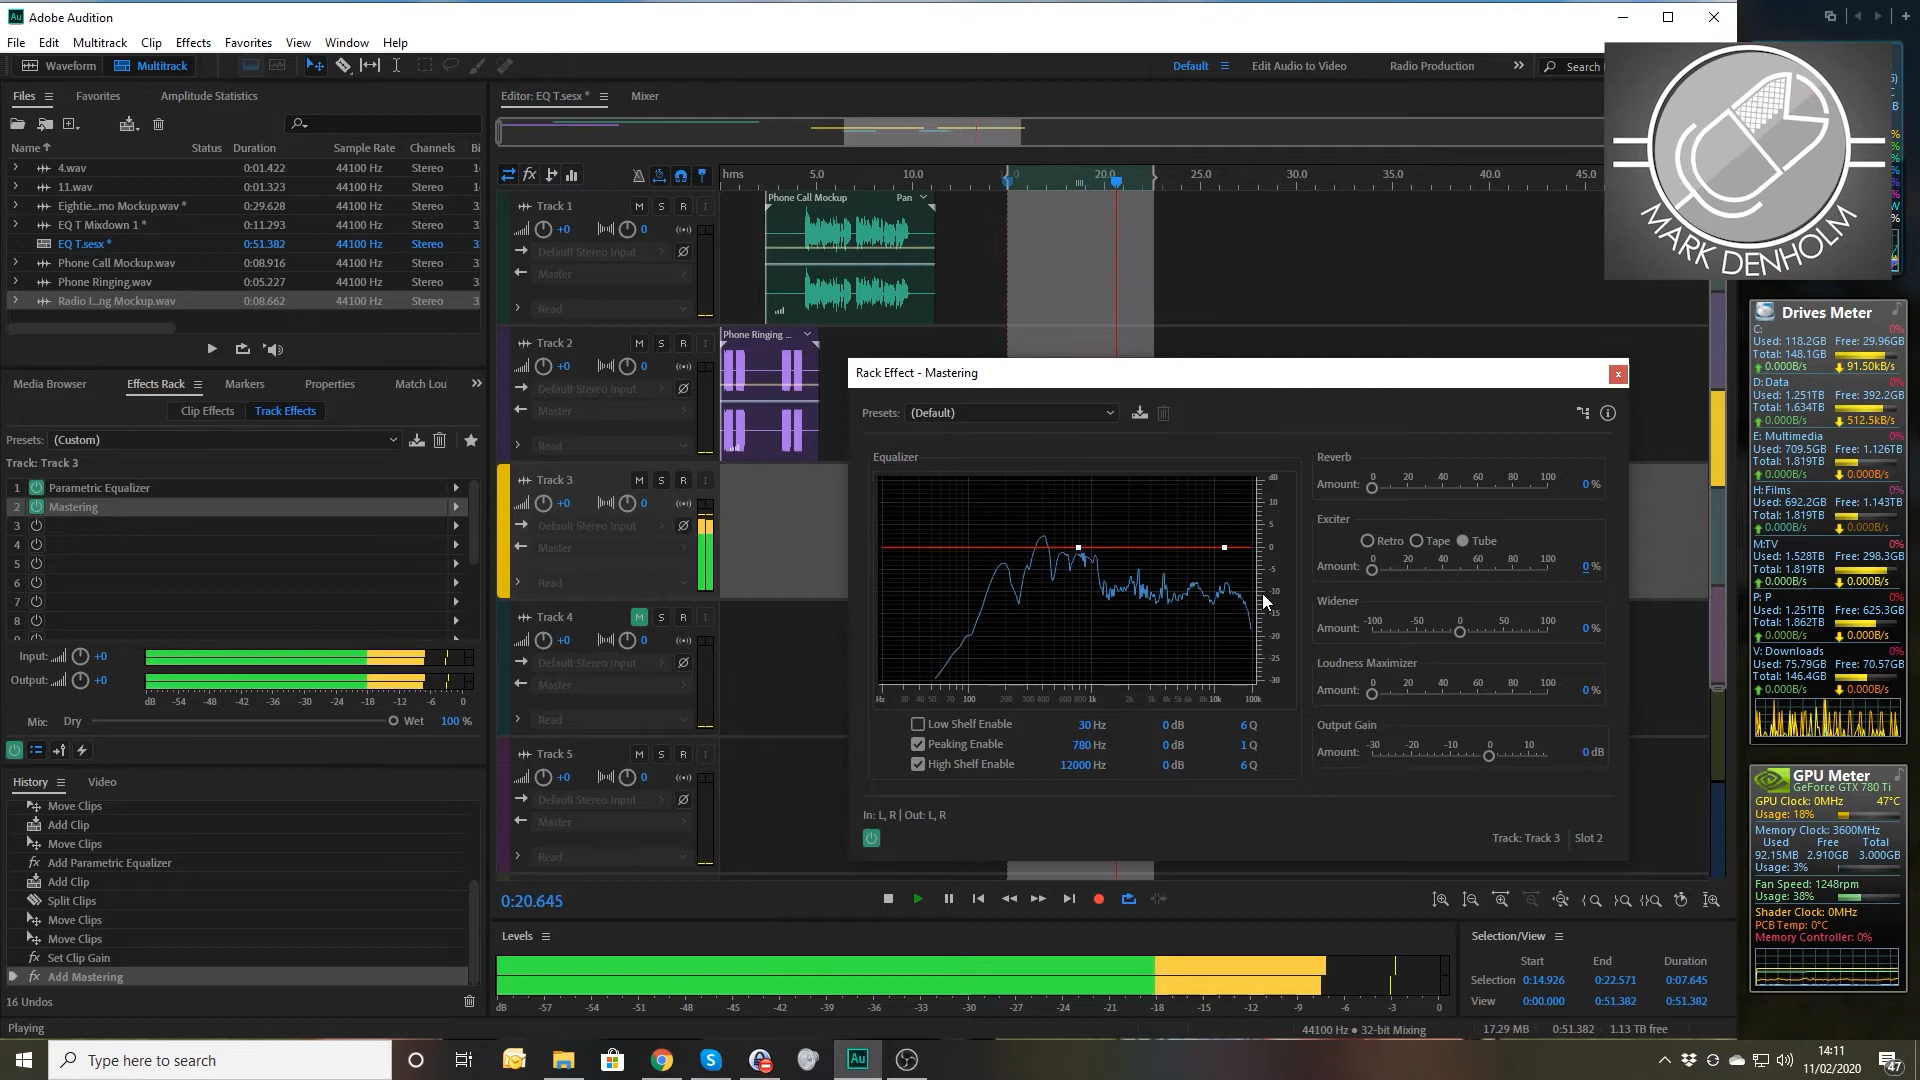 Adobe Audition
File Edit Multitrack Clip Effects Favorites View Window Help
Waveform Multitrack Default Edit Audio to Video Radio Production Search
Files Favorites Amplitude Statistics
Editor: EQ T.sesx * Mixer
Name Status Duration Sample Rate Channels Bi
4.wav 0:01.422 44100 Hz Stereo
11.wav 0:01.323 44100 Hz Stereo
Eightie...mo Mockup.wav * 0:29.628 44100 Hz Stereo 3
EQ T Mixdown 1 * 0:11.293 44100 Hz Stereo 3
EQ T.sesx * 0:51.382 44100 Hz Stereo 3
Phone Call Mockup.wav 0:08.916 44100 Hz Stereo 3
Phone Ringing.wav 0:05.227 44100 Hz Stereo 3
Radio I...ng Mockup.wav 0:08.662 44100 Hz Stereo 3
Media Browser Effects Rack Markers Properties Match Lou
Clip Effects Track Effects
Presets: (Custom)
Track: Track 3
1 Parametric Equalizer
2 Mastering
3
4
5
6
7
8
Input: +0
Output: +0
dB -54 -48 -42 -36 -30 -24 -18 -12 -6 0
Mix: Dry Wet 100 %
History Video
Move Clips
Add Clip
Move Clips
fx Add Parametric Equalizer
Add Clip
Split Clips
Move Clips
Move Clips
fx Set Clip Gain
fx Add Mastering
16 Undos
Playing
fx hms 5.0 10.0 20.0 25.0 30.0 35.0 40.0 45.0
Track 1 M S R I
+0 0
Default Stereo Input
Master
Read
Phone Call Mockup Pan
Track 2 M S R I
+0 0
Default Stereo Input
Master
Read
Phone Ringing ...
Track 3 M S R I
+0 0
Default Stereo Input
Master
Read
Track 4 M S R I
+0 0
Default Stereo Input
Master
Read
Track 5 M S R I
+0 0
Default Stereo Input
Master
Read
Rack Effect - Mastering
Presets: (Default)
Equalizer
dB
10
5
0
-5
-10
-15
-20
-25
-30
Hz 30 40 50 70 100 200 300 400 600 800 1k 2k 3k 4k 5k 6k 10k 100k
Low Shelf Enable 30 Hz 0 dB 6 Q
Peaking Enable 780 Hz 0 dB 1 Q
High Shelf Enable 12000 Hz 0 dB 6 Q
Reverb
0 20 40 60 80 100
Amount: 0 %
Exciter
Retro Tape Tube
0 20 40 60 80 100
Amount: 0 %
Widener
-100 -50 0 50 100
Amount: 0 %
Loudness Maximizer
0 20 40 60 80 100
Amount: 0 %
Output Gain
-30 -20 -10 0 10
Amount: 0 dB
In: L, R | Out: L, R
Track: Track 3 Slot 2
0:20.645
Levels
dB -57 -54 -51 -48 -45 -42 -39 -36 -33 -30 -27 -24 -21 -18 -15 -12 -9 -6 -3 0
Selection/View
Start End Duration
Selection 0:14.926 0:22.571 0:07.645
View 0:00.000 0:51.382 0:51.382
44100 Hz • 32-bit Mixing 17.29 MB 0:51.382 1.13 TB free
MARK DENHOLM
Drives Meter
C: 0%
Used: 118.2GB Free: 29.96GB
Total: 148.1GB
0.000B/s 91.50kB/s
D: Data 0%
Used: 1.251TB Free: 392.2GB
Total: 1.634TB
0.000B/s 512.5kB/s
E: Multimedia 0%
Used: 709.5GB Free: 1.126TB
Total: 1.819TB
0.000B/s 0.000B/s
H: Films 0%
Used: 692.2GB Free: 1.143TB
Total: 1.819TB
0.000B/s 0.000B/s
M:TV 0%
Used: 1.528TB Free: 298.3GB
Total: 1.819TB
0.000B/s 0.000B/s
P: P 0%
Used: 1.251TB Free: 625.3GB
Total: 1.862TB
0.000B/s 0.000B/s
V: Downloads 0%
Used: 75.79GB Free: 70.57GB
Total: 146.4GB
0.000B/s 0.000B/s
GPU Meter
GeForce GTX 780 Ti
GPU Clock: 0MHz 47°C
Usage: 18%
Memory Clock: 3600MHz
Used Free Total
92.15MB 2.910GB 3.000GB
Usage: 3%
Fan Speed: 1248rpm
Usage: 38%
Shader Clock: 0MHz
PCB Temp: 0°C
Memory Controller: 0%
Type here to search
14:11
11/02/2020
47